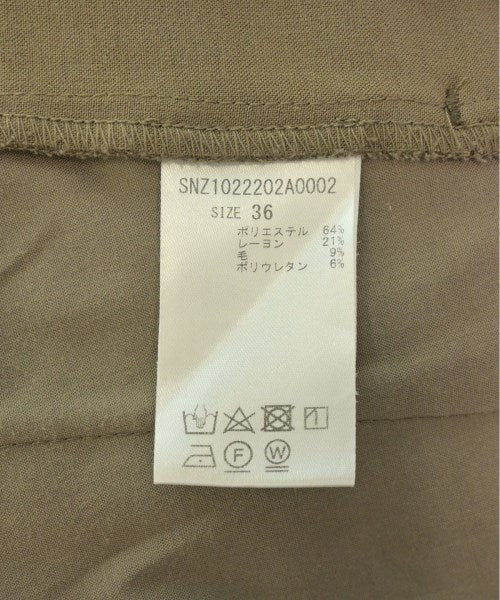 SNZ1022202A0002
SIZE 36
ポリエステル 64%
レーヨン 21%
毛 9%
ポリウレタン 6%
F
W